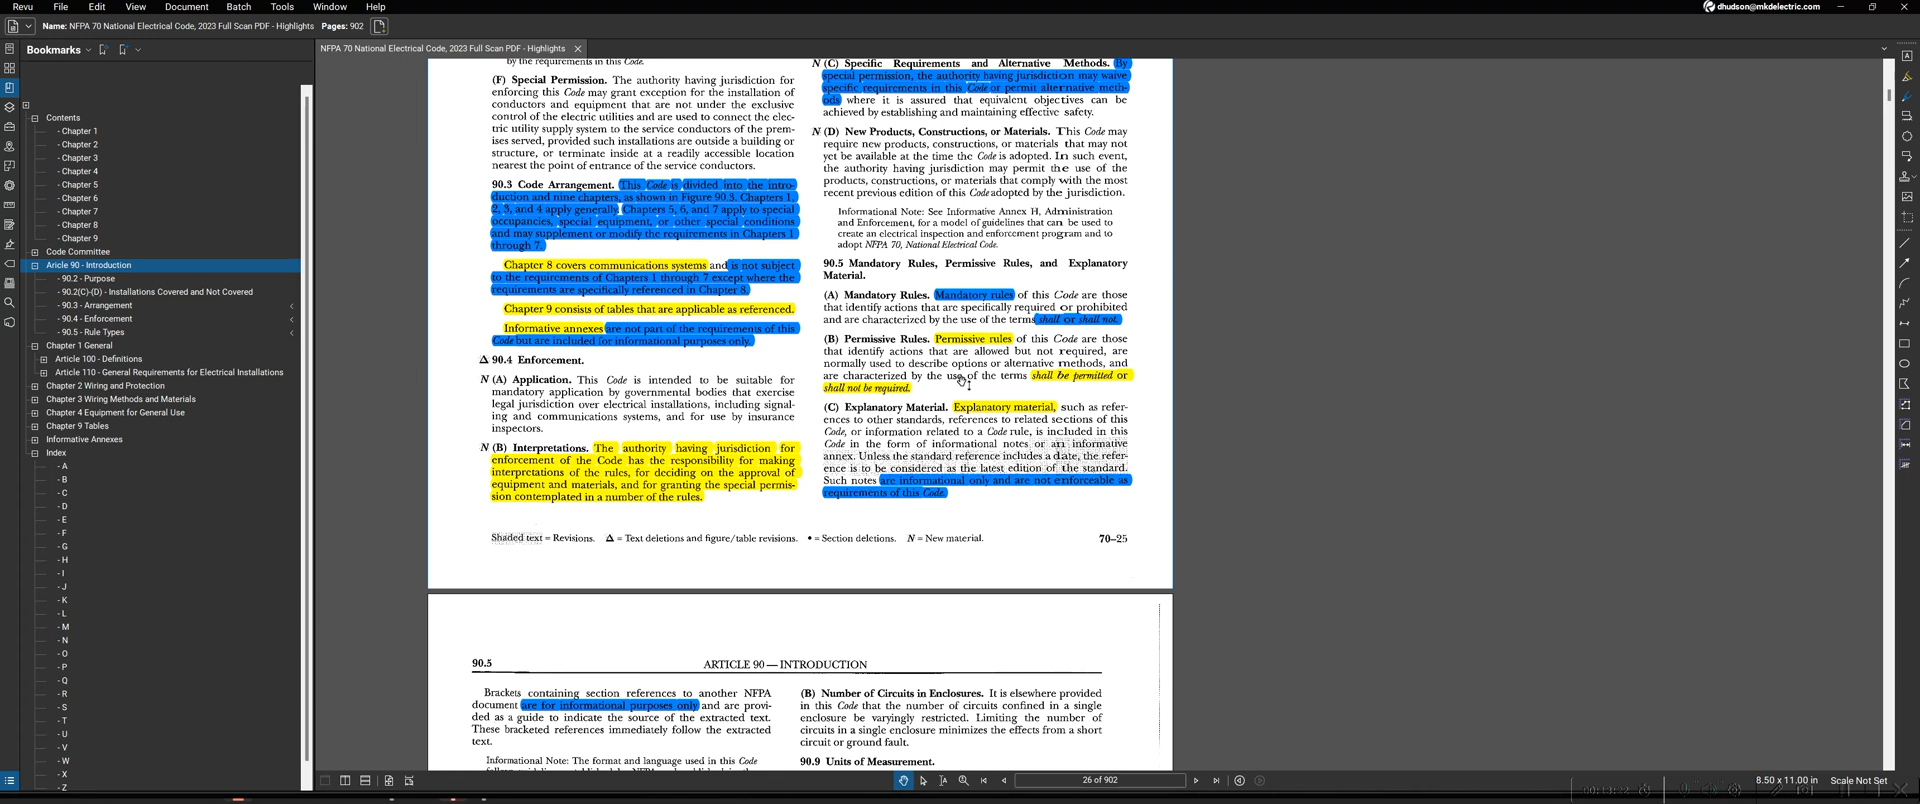 Revu File Edit View Document Batch Tools Window Help
dhudson@mkdelectric.com
Name: NFPA 70 National Electrical Code, 2023 Full Scan PDF - Highlights Pages: 902
Bookmarks
NFPA 70 National Electrical Code, 2023 Full Scan PDF - Highlights
Contents
- Chapter 1
- Chapter 2
- Chapter 3
- Chapter 4
- Chapter 5
- Chapter 6
- Chapter 7
- Chapter 8
- Chapter 9
Code Committee
Aricle 90 - Introduction
- 90.2 - Purpose
- 90.2(C)-(D) - Installations Covered and Not Covered
- 90.3 - Arrangement
- 90.4 - Enforcement
- 90.5 - Rule Types
Chapter 1 General
Article 100 - Definitions
Article 110 - General Requirements for Electrical Installations
Chapter 2 Wiring and Protection
Chapter 3 Wiring Methods and Materials
Chapter 4 Equipment for General Use
Chapter 9 Tables
Informative Annexes
Index
- A
- B
- C
- D
- E
- F
- G
- H
- I
- J
- K
- L
- M
- N
- O
- P
- Q
- R
- S
- T
- U
- V
- W
- X
- Z
by the requirements in this Code.
(F) Special Permission. The authority having jurisdiction for
enforcing this Code may grant exception for the installation of
conductors and equipment that are not under the exclusive
control of the electric utilities and are used to connect the elec-
tric utility supply system to the service conductors of the prem-
ises served, provided such installations are outside a building or
structure, or terminate inside at a readily accessible location
nearest the point of entrance of the service conductors.
90.3 Code Arrangement. This Code is divided into the intro-
duction and nine chapters, as shown in Figure 90.3. Chapters 1,
2, 3, and 4 apply generally. Chapters 5, 6, and 7 apply to special
occupancies, special equipment, or other special conditions
and may supplement or modify the requirements in Chapters 1
through 7.
Chapter 8 covers communications systems and is not subject
to the requirements of Chapters 1 through 7 except where the
requirements are specifically referenced in Chapter 8.
Chapter 9 consists of tables that are applicable as referenced.
Informative annexes are not part of the requirements of this
Code but are included for informational purposes only.
Δ 90.4 Enforcement.
N (A) Application. This Code is intended to be suitable for
mandatory application by governmental bodies that exercise
legal jurisdiction over electrical installations, including signal-
ing and communications systems, and for use by insurance
inspectors.
N (B) Interpretations. The authority having jurisdiction for
enforcement of the Code has the responsibility for making
interpretations of the rules, for deciding on the approval of
equipment and materials, and for granting the special permis-
sion contemplated in a number of the rules.
N (C) Specific Requirements and Alternative Methods. By
special permission, the authority having jurisdiction may waive
specific requirements in this Code or permit alternative meth-
ods where it is assured that equivalent objectives can be
achieved by establishing and maintaining effective safety.
N (D) New Products, Constructions, or Materials. This Code may
require new products, constructions, or materials that may not
yet be available at the time the Code is adopted. In such event,
the authority having jurisdiction may permit the use of the
products, constructions, or materials that comply with the most
recent previous edition of this Code adopted by the jurisdiction.
Informational Note: See Informative Annex H, Administration
and Enforcement, for a model of guidelines that can be used to
create an electrical inspection and enforcement program and to
adopt NFPA 70, National Electrical Code.
90.5 Mandatory Rules, Permissive Rules, and Explanatory
Material.
(A) Mandatory Rules. Mandatory rules of this Code are those
that identify actions that are specifically required or prohibited
and are characterized by the use of the terms shall or shall not.
(B) Permissive Rules. Permissive rules of this Code are those
that identify actions that are allowed but not required, are
normally used to describe options or alternative methods, and
are characterized by the use of the terms shall be permitted or
shall not be required.
(C) Explanatory Material. Explanatory material, such as refer-
ences to other standards, references to related sections of this
Code, or information related to a Code rule, is included in this
Code in the form of informational notes or an informative
annex. Unless the standard reference includes a date, the refer-
ence is to be considered as the latest edition of the standard.
Such notes are informational only and are not enforceable as
requirements of this Code.
Shaded text = Revisions. Δ = Text deletions and figure/table revisions. • = Section deletions. N = New material. 70–25
90.5 ARTICLE 90 — INTRODUCTION
Brackets containing section references to another NFPA
document are for informational purposes only and are provi-
ded as a guide to indicate the source of the extracted text.
These bracketed references immediately follow the extracted
text.
Informational Note: The format and language used in this Code
(B) Number of Circuits in Enclosures. It is elsewhere provided
in this Code that the number of circuits confined in a single
enclosure be varyingly restricted. Limiting the number of
circuits in a single enclosure minimizes the effects from a short
circuit or ground fault.
90.9 Units of Measurement.
26 of 902
8.50 x 11.00 in Scale Not Set